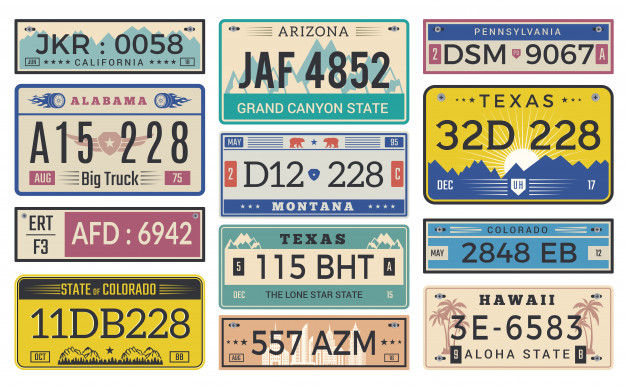 JKR : 0058
JUN ★★★★ CALIFORNIA ★★★★ 10
ALABAMA
A15 228
AUG Big Truck 75
ERT
F3
AFD : 6942
STATE OF COLORADO
11DB228
OCT 88
ARIZONA
JAF 4852
GRAND CANYON STATE
MAY 95
2 D12 228 C
MONTANA
TEXAS
5 115 BHT A
DEC THE LONE STAR STATE 15
557 AZM
AUG 10
PENNSYLVANIA
2 DSM 9067 A
TEXAS
32D 228
DEC OH 17
COLORADO
MAY 2848 EB 12
HAWAII
3E-6583
9 ALOHA STATE B